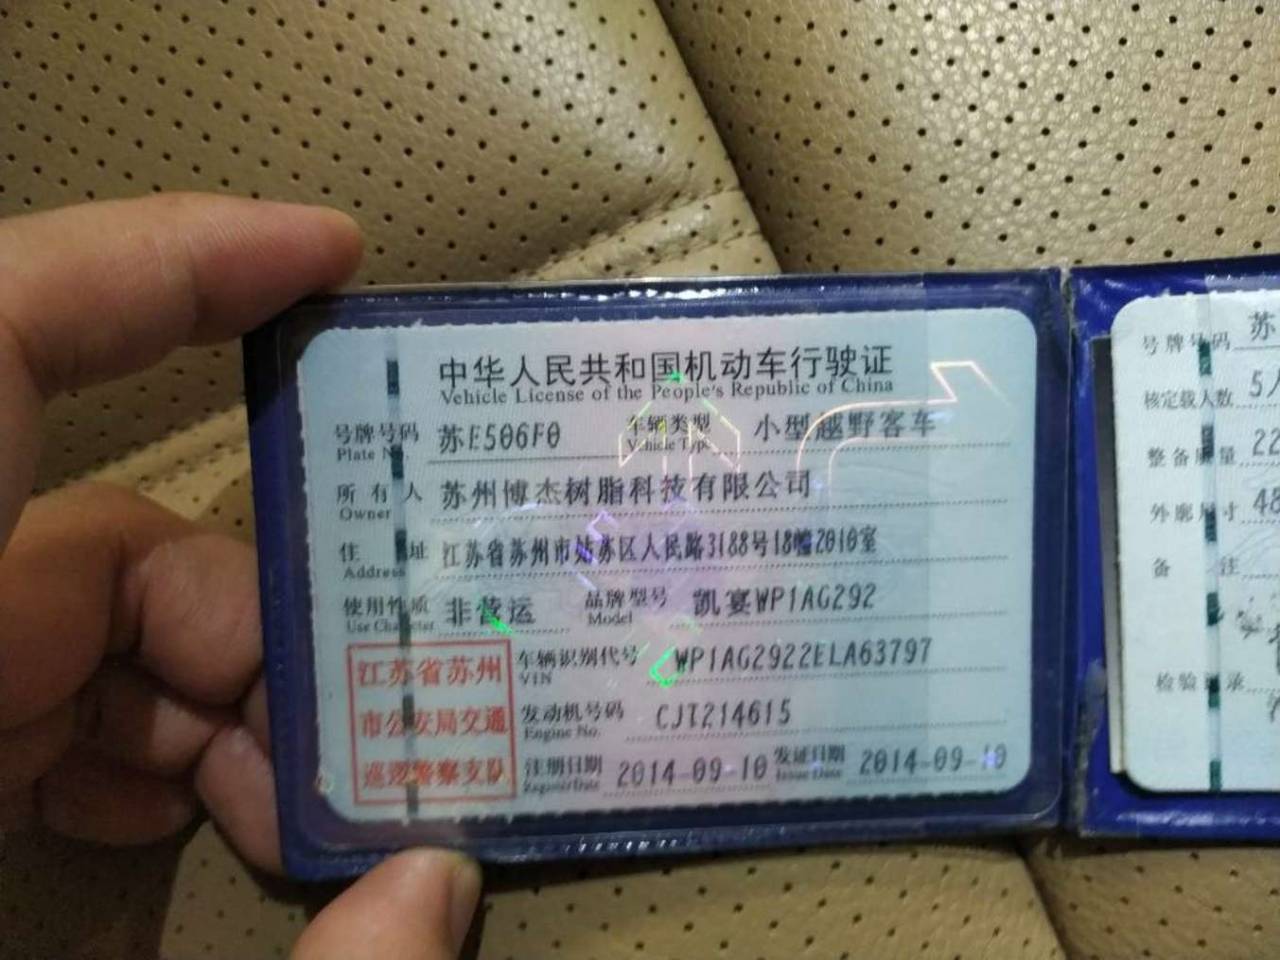 中华人民共和国机动车行驶证
Vehicle License of the People's Republic of China
号牌号码 苏E506F0 车辆类型 小型越野客车
Plate No. Vehicle Type
所有人 苏州博杰树脂科技有限公司
Owner
住址 江苏省苏州市姑苏区人民路3188号18幢2010室
Address
使用性质 非营运 品牌型号 凯宴WP1AG292
Use Character Model
江苏省苏州
市公安局交通
巡逻警察支队
车辆识别代号 WP1AG2922ELA63797
VIN
发动机号码 CJT214615
Engine No.
注册日期 2014-09-10 发证日期 2014-09-10
Register Date Issue Date
号牌号码 苏
核定载人数 5
整备质量 22
外廓尺寸 48
备注
检验记录